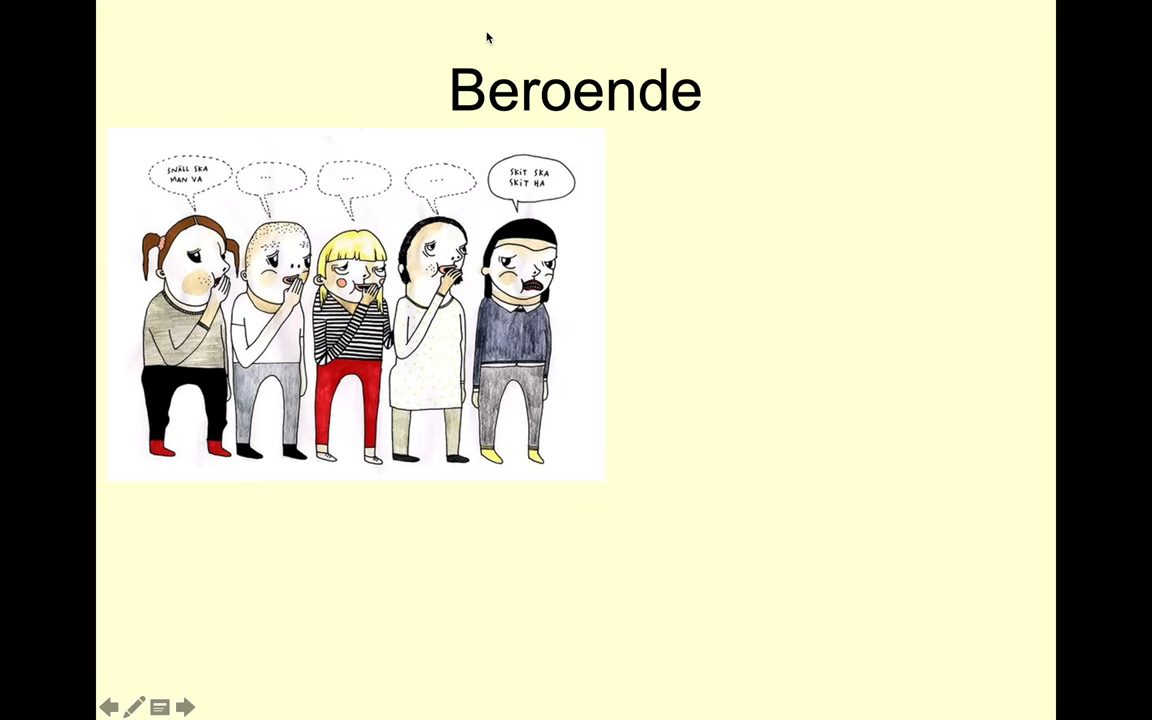 Beroende
SNÄLL SKA
MAN VA
...
...
...
SKIT SKA
SKIT HA